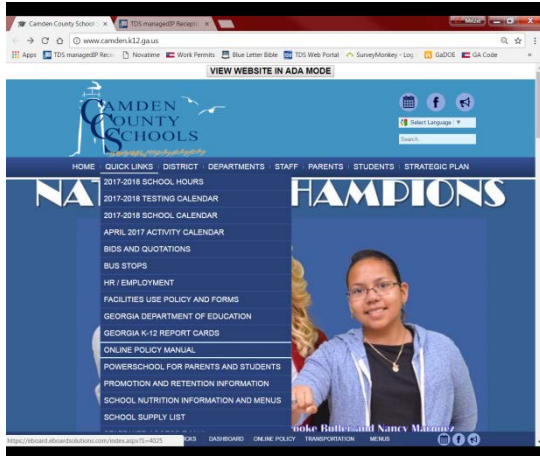 Camden County School
TDS managedIP Recepti
www.camden.k12.ga.us
Apps TDS managedIP Rece Novatime Work Permits Blue Letter Bible TDS Web Portal SurveyMonkey - Log GaDOE GA Code
VIEW WEBSITE IN ADA MODE
CAMDEN
COUNTY
SCHOOLS
Select Language ▼
Search...
HOME QUICK LINKS DISTRICT DEPARTMENTS STAFF PARENTS STUDENTS STRATEGIC PLAN
NAT HAMPIONS
2017-2018 SCHOOL HOURS
2017-2018 TESTING CALENDAR
2017-2018 SCHOOL CALENDAR
APRIL 2017 ACTIVITY CALENDAR
BIDS AND QUOTATIONS
BUS STOPS
HR / EMPLOYMENT
FACILITIES USE POLICY AND FORMS
GEORGIA DEPARTMENT OF EDUCATION
GEORGIA K-12 REPORT CARDS
ONLINE POLICY MANUAL
POWERSCHOOL FOR PARENTS AND STUDENTS
PROMOTION AND RETENTION INFORMATION
SCHOOL NUTRITION INFORMATION AND MENUS
SCHOOL SUPPLY LIST
ooke Butler and Nancy Marquez
https://eboard.eboardsolutions.com/index.aspx?S=4025 DASHBOARD ONLINE POLICY TRANSPORTATION MENUS